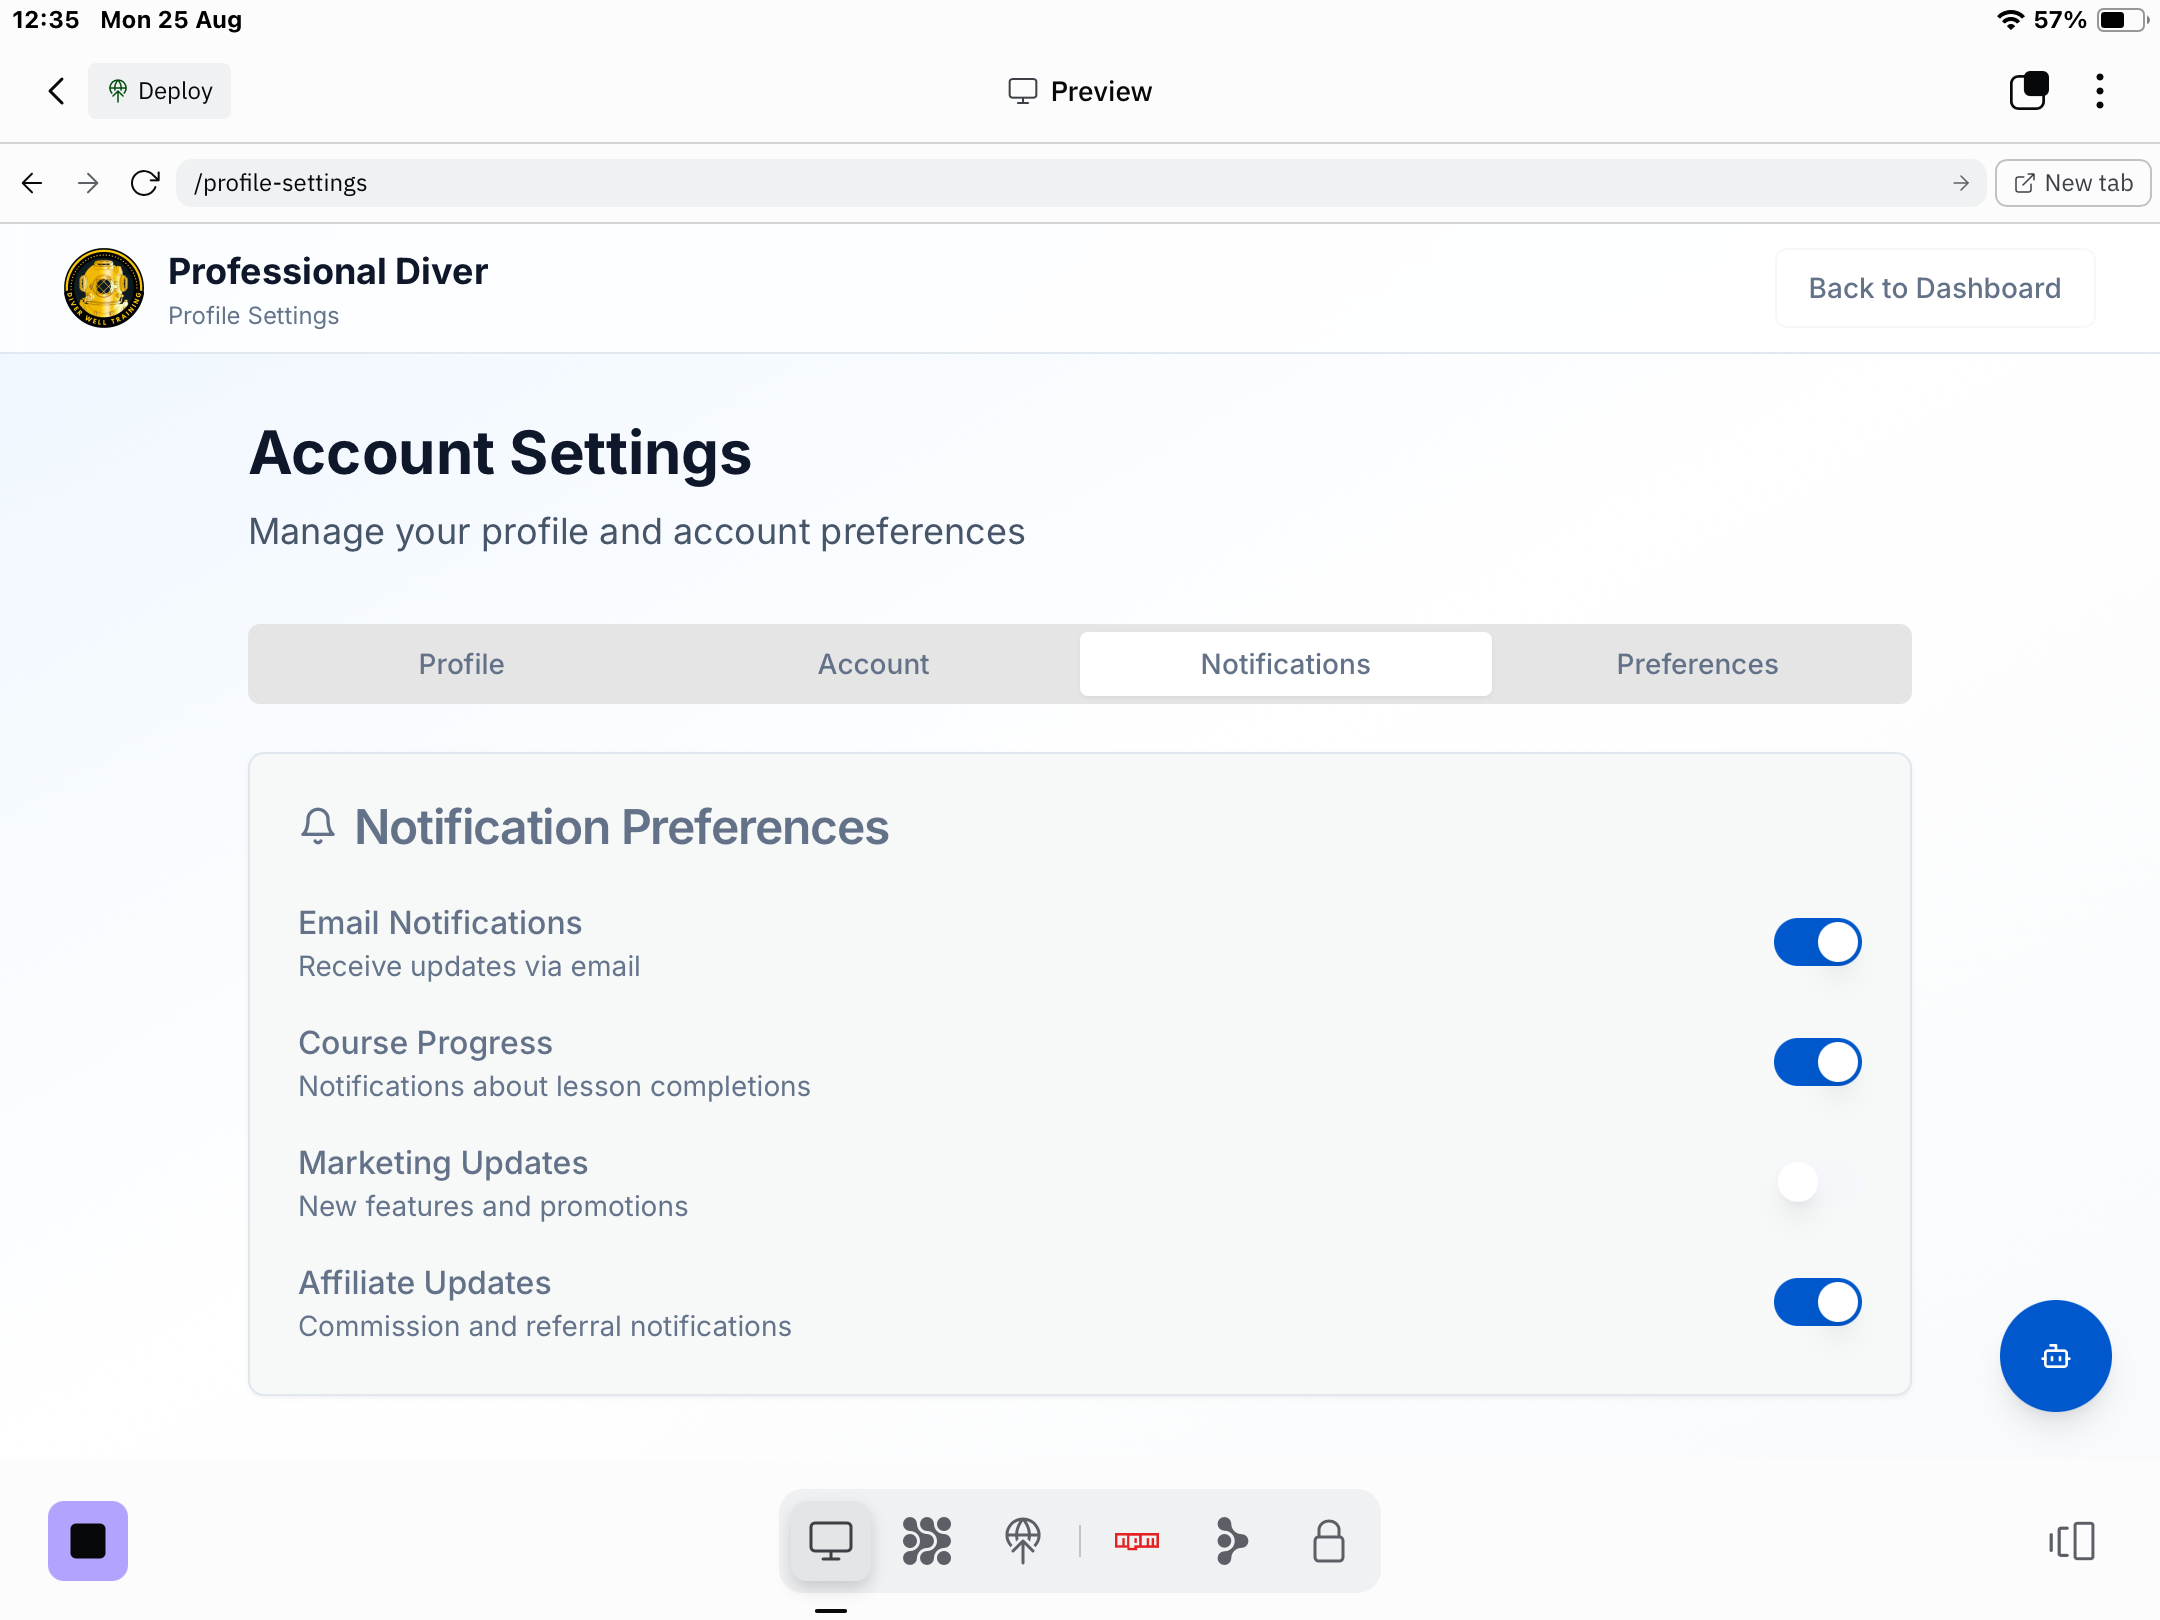 12:35 Mon 25 Aug
57%
Deploy
Preview
/profile-settings
New tab
DIVER WELL TRAINING
Professional Diver
Profile Settings
Back to Dashboard
Account Settings
Manage your profile and account preferences
Profile
Account
Notifications
Preferences
Notification Preferences
Email Notifications
Receive updates via email
Course Progress
Notifications about lesson completions
Marketing Updates
New features and promotions
Affiliate Updates
Commission and referral notifications
npm